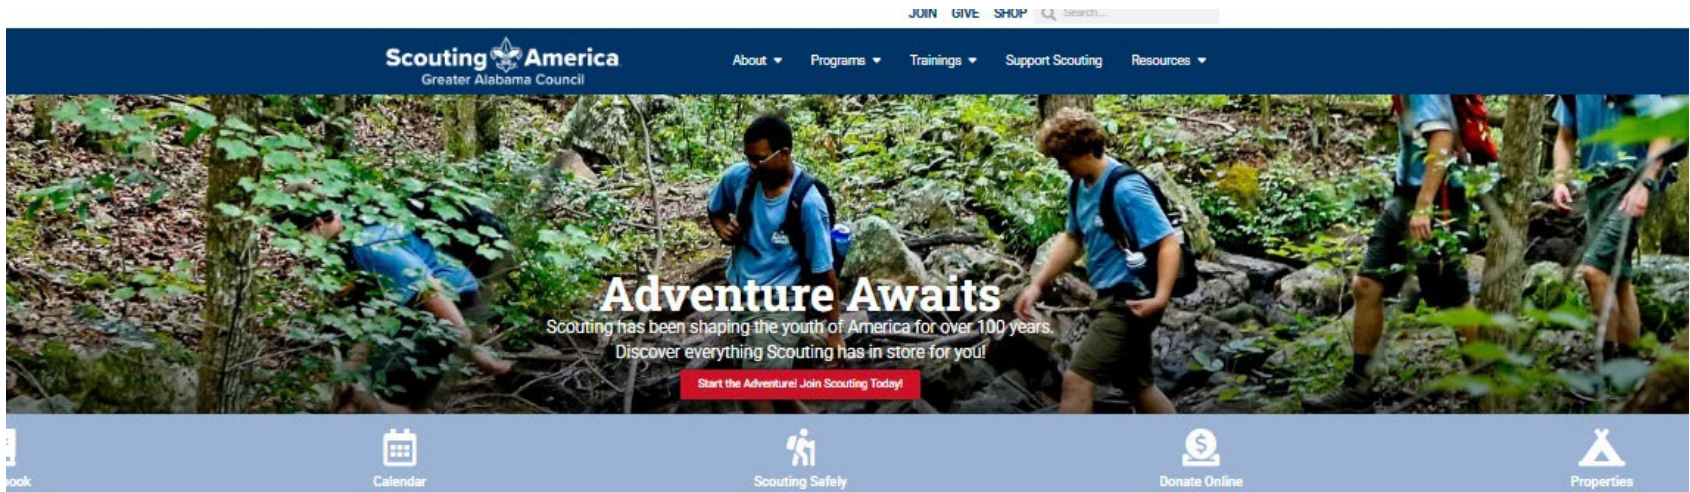 JOIN GIVE SHOP Search...
Scouting America
Greater Alabama Council
About Programs Trainings Support Scouting Resources
Adventure Awaits
Scouting has been shaping the youth of America for over 100 years.
Discover everything Scouting has in store for you!
Start the Adventure! Join Scouting Today!
Calendar Scouting Safely Donate Online Properties